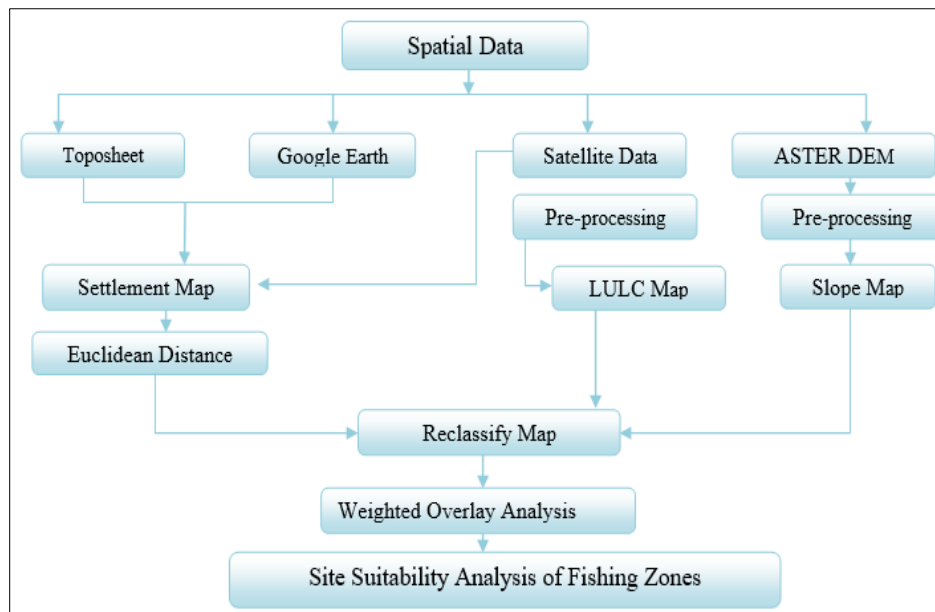 Spatial Data
Toposheet
Google Earth
Satellite Data
ASTER DEM
Pre-processing
Pre-processing
Settlement Map
LULC Map
Slope Map
Euclidean Distance
Reclassify Map
Weighted Overlay Analysis
Site Suitability Analysis of Fishing Zones